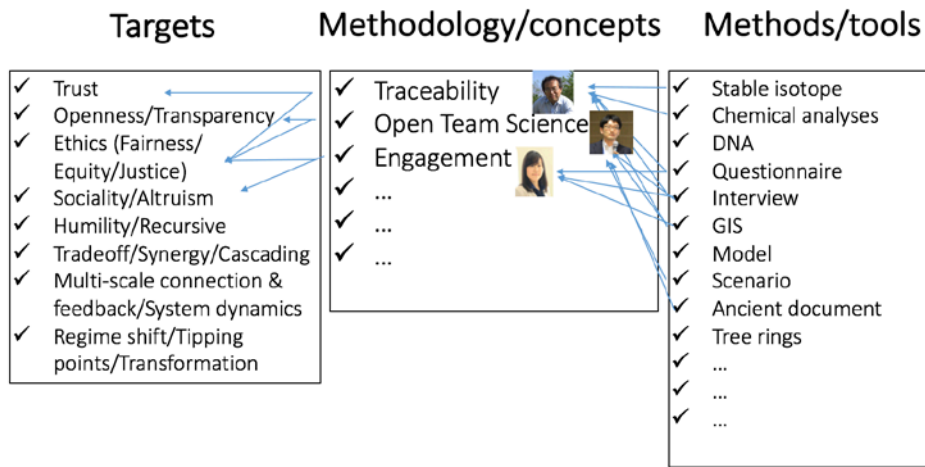 Targets
Methodology/concepts
Methods/tools
✓ Trust
✓ Openness/Transparency
✓ Ethics (Fairness/
Equity/Justice)
✓ Sociality/Altruism
✓ Humility/Recursive
✓ Tradeoff/Synergy/Cascading
✓ Multi-scale connection &
feedback/System dynamics
✓ Regime shift/Tipping
points/Transformation
✓ Traceability
✓ Open Team Science
✓ Engagement
✓ ...
✓ ...
✓ ...
✓ Stable isotope
✓ Chemical analyses
✓ DNA
✓ Questionnaire
✓ Interview
✓ GIS
✓ Model
✓ Scenario
✓ Ancient document
✓ Tree rings
✓ ...
✓ ...
✓ ...